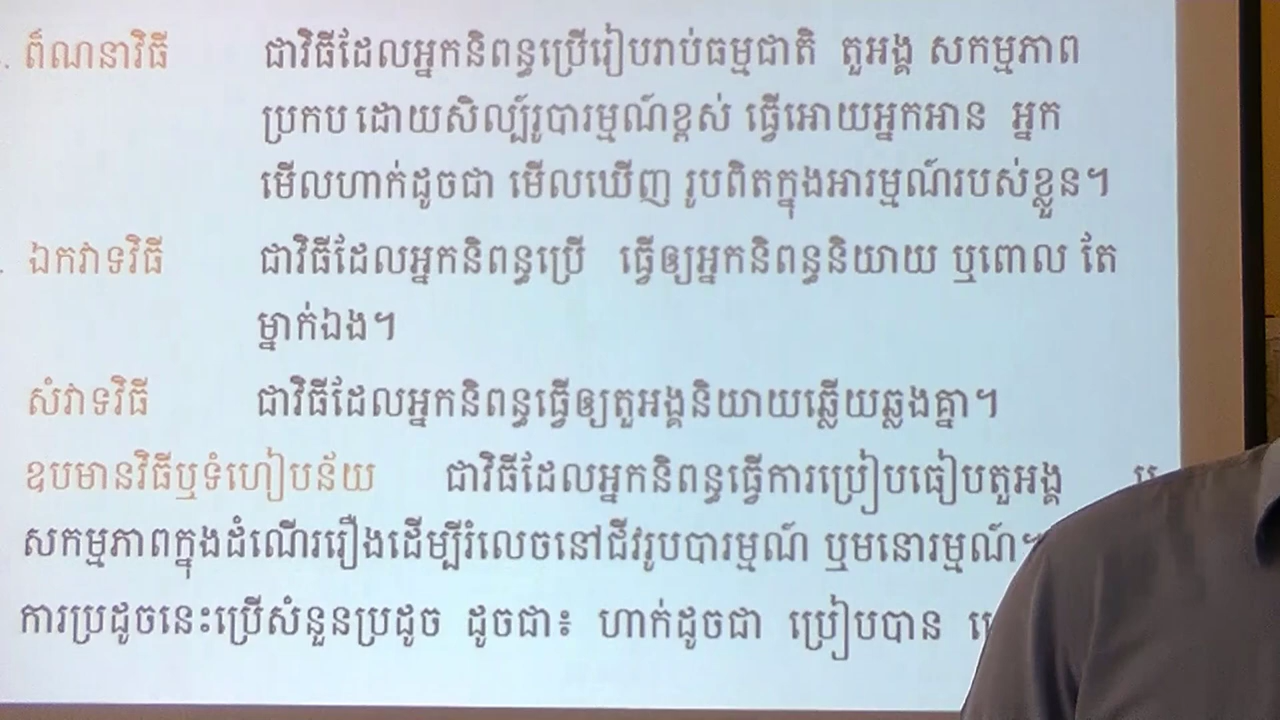 ព័ណនាវិធី ជាវិធីដែលអ្នកនិពន្ធប្រើរៀបរាប់ធម្មជាតិ តួអង្គ សកម្មភាព
ប្រកប ដោយសិល្ប៍រូបារម្មណ៍ខ្ពស់ ធ្វើអោយអ្នកអាន អ្នក
មើលហាក់ដូចជា មើលឃើញ រូបពិតក្នុងអារម្មណ៍របស់ខ្លួន។
ឯកវាទវិធី ជាវិធីដែលអ្នកនិពន្ធប្រើ ធ្វើឲ្យអ្នកនិពន្ធនិយាយ ឬពោល តែ
ម្នាក់ឯង។
សំវាទវិធី ជាវិធីដែលអ្នកនិពន្ធធ្វើឲ្យតួអង្គនិយាយឆ្លើយឆ្លងគ្នា។
ឧបមានវិធីឬទំហៀបន័យ ជាវិធីដែលអ្នកនិពន្ធធ្វើការប្រៀបធៀបតួអង្គ
សកម្មភាពក្នុងដំណើររឿងដើម្បីរំលេចនៅជីវរូបបារម្មណ៍ ឬមនោរម្មណ៍។
ការប្រដូចនេះប្រើសំនួនប្រដូច ដូចជា៖ ហាក់ដូចជា ប្រៀបបាន